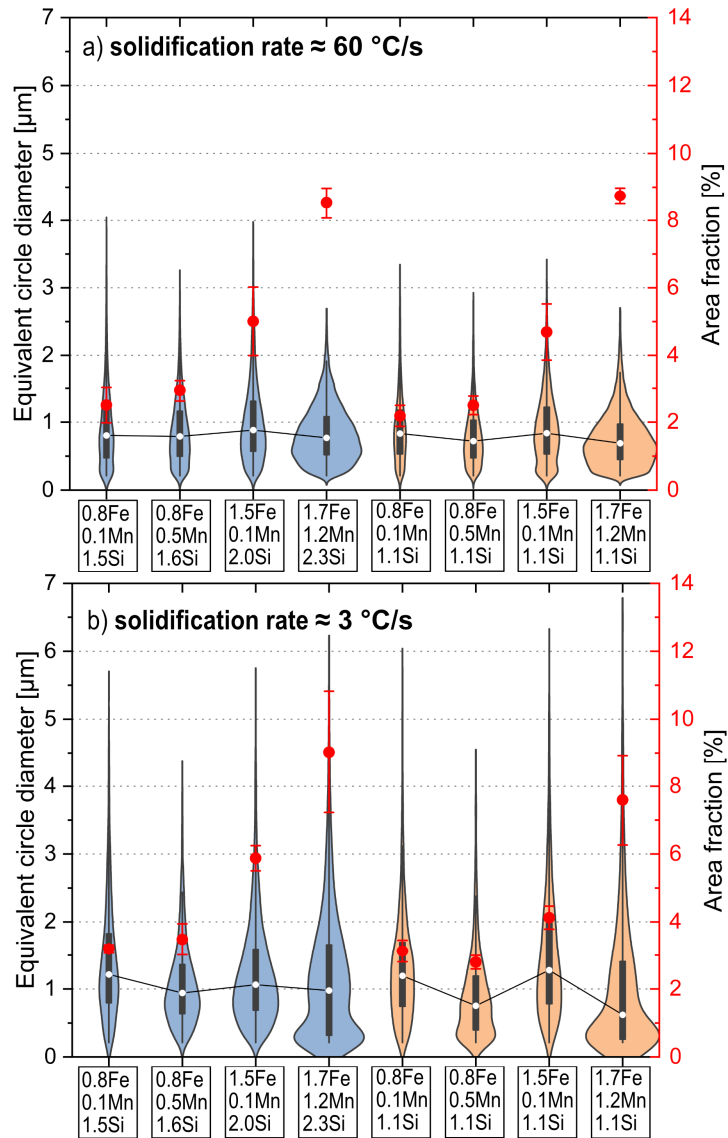 a) solidification rate ≈ 60 °C/s
Equivalent circle diameter [µm]
7
6
5
4
3
2
1
0
Area fraction [%]
14
12
10
8
6
4
2
0
0.8Fe
0.1Mn
1.5Si
0.8Fe
0.5Mn
1.6Si
1.5Fe
0.1Mn
2.0Si
1.7Fe
1.2Mn
2.3Si
0.8Fe
0.1Mn
1.1Si
0.8Fe
0.5Mn
1.1Si
1.5Fe
0.1Mn
1.1Si
1.7Fe
1.2Mn
1.1Si
b) solidification rate ≈ 3 °C/s
Equivalent circle diameter [µm]
7
6
5
4
3
2
1
0
Area fraction [%]
14
12
10
8
6
4
2
0
0.8Fe
0.1Mn
1.5Si
0.8Fe
0.5Mn
1.6Si
1.5Fe
0.1Mn
2.0Si
1.7Fe
1.2Mn
2.3Si
0.8Fe
0.1Mn
1.1Si
0.8Fe
0.5Mn
1.1Si
1.5Fe
0.1Mn
1.1Si
1.7Fe
1.2Mn
1.1Si